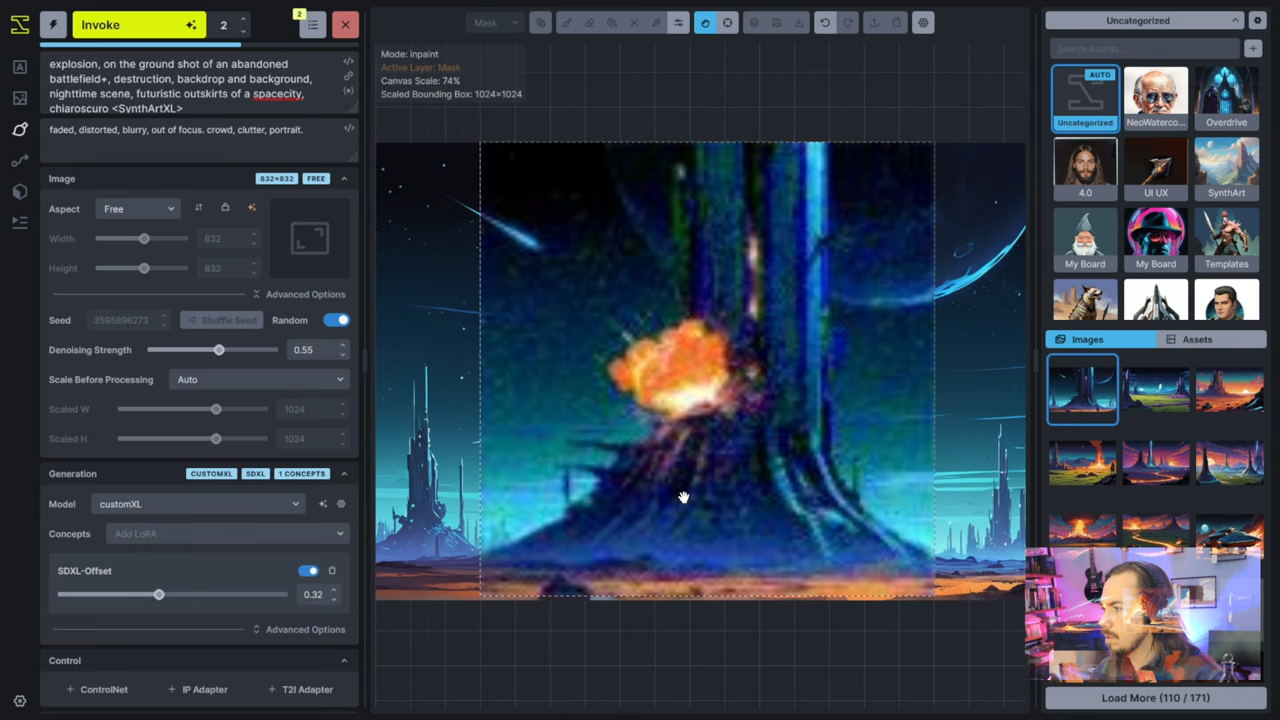 Invoke
2
2
Mask
Uncategorized
explosion, on the ground shot of an abandoned
battlefield+, destruction, backdrop and background,
nighttime scene, futuristic outskirts of a spacecity,
chiaroscuro <SynthArtXL>
faded, distorted, blurry, out of focus. crowd, clutter, portrait.
Mode: Inpaint
Active Layer: Mask
Canvas Scale: 74%
Scaled Bounding Box: 1024×1024
Search Boards...
AUTO
Uncategorized
NeoWaterco...
Overdrive
4.0
UI UX
SynthArt
My Board
My Board
Templates
Images
Assets
Load More (110 / 171)
Image
832×832
FREE
Aspect
Free
Width
832
Height
832
Advanced Options
Seed
3595896273
Shuffle Seed
Random
Denoising Strength
0.55
Scale Before Processing
Auto
Scaled W
1024
Scaled H
1024
Generation
CUSTOMXL
SDXL
1 CONCEPTS
Model
customXL
Concepts
Add LoRA
SDXL-Offset
0.32
Advanced Options
Control
ControlNet
IP Adapter
T2I Adapter